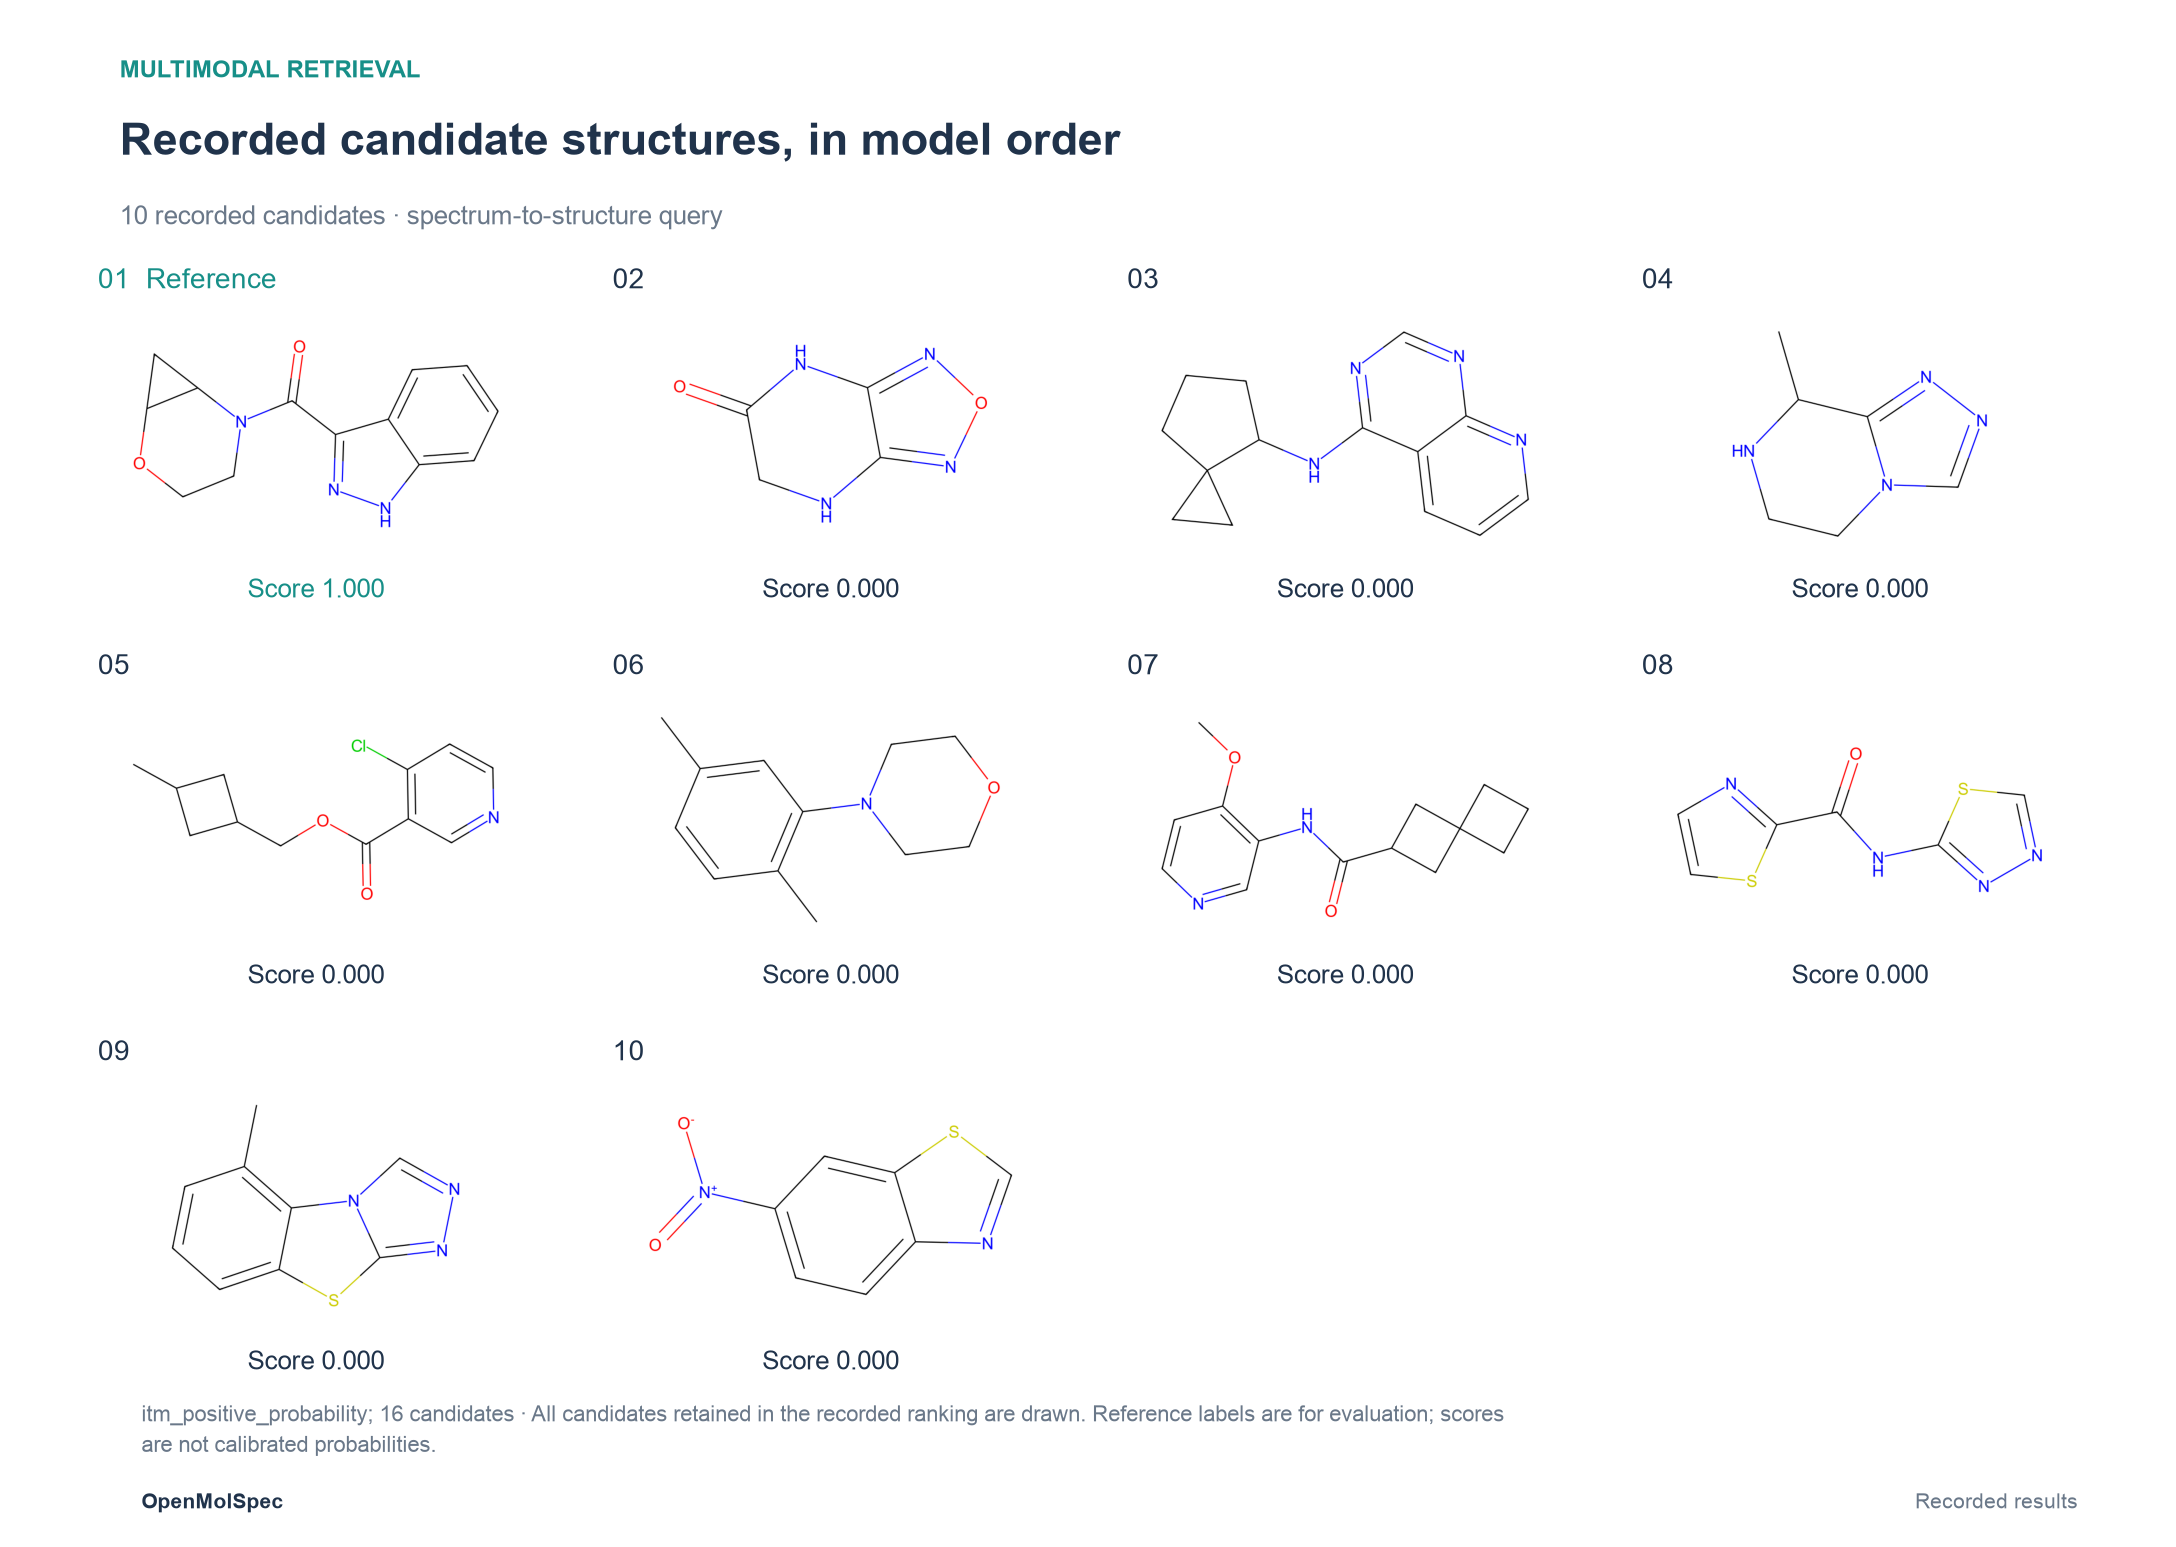 MULTIMODAL RETRIEVAL
Recorded candidate structures, in model order
10 recorded candidates · spectrum-to-structure query
01 Reference
02
03
04
O
N
N
HN
O
Score 1.000
H
N
O
N
H
N
O
N
Score 0.000
N
N
N
N
H
Score 0.000
N
N
HN
N
Score 0.000
05
06
07
08
Cl
O
N
O
Score 0.000
N
O
Score 0.000
O
H
N
N
O
Score 0.000
N
S
O
N
H
S
N
N
Score 0.000
09
10
N
N
N
S
Score 0.000
O-
N+
O
S
N
Score 0.000
itm_positive_probability; 16 candidates · All candidates retained in the recorded ranking are drawn. Reference labels are for evaluation; scores
are not calibrated probabilities.
OpenMolSpec
Recorded results